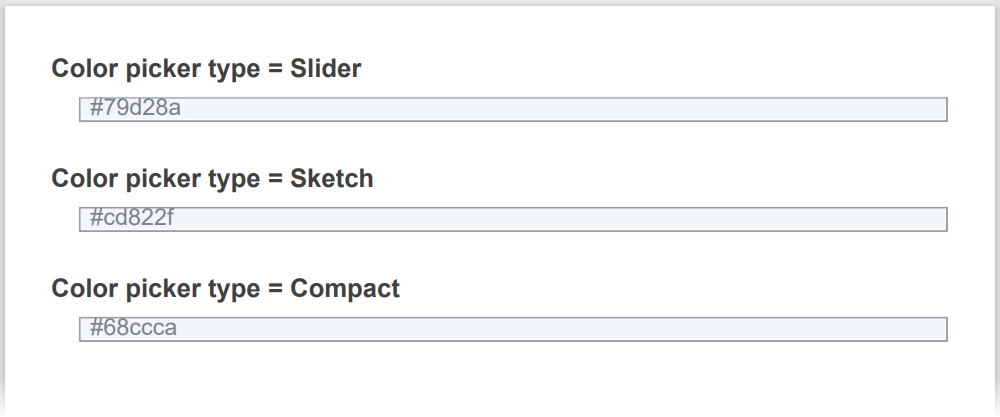 Color picker type = Slider
#79d28a
Color picker type = Sketch
#cd822f
Color picker type = Compact
#68ccca